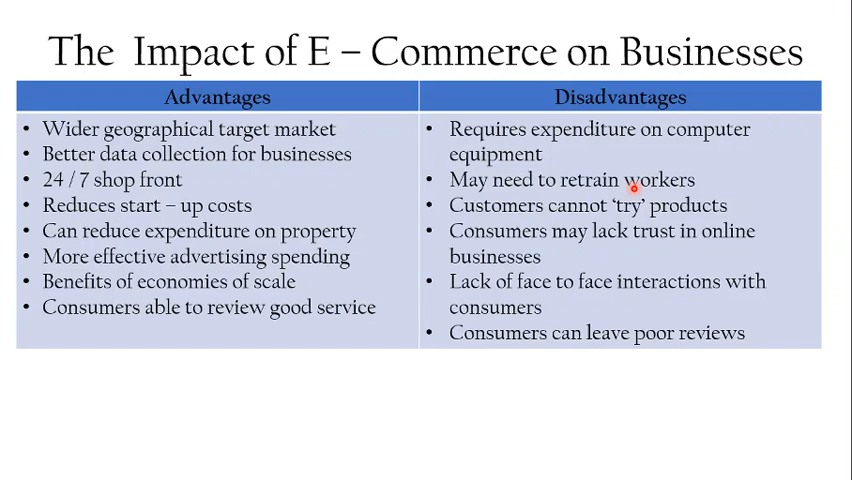 The Impact of E – Commerce on Businesses
Advantages
• Wider geographical target market
• Better data collection for businesses
• 24 / 7 shop front
• Reduces start – up costs
• Can reduce expenditure on property
• More effective advertising spending
• Benefits of economies of scale
• Consumers able to review good service
Disadvantages
• Requires expenditure on computer
equipment
• May need to retrain workers
• Customers cannot ‘try’ products
• Consumers may lack trust in online
businesses
• Lack of face to face interactions with
consumers
• Consumers can leave poor reviews